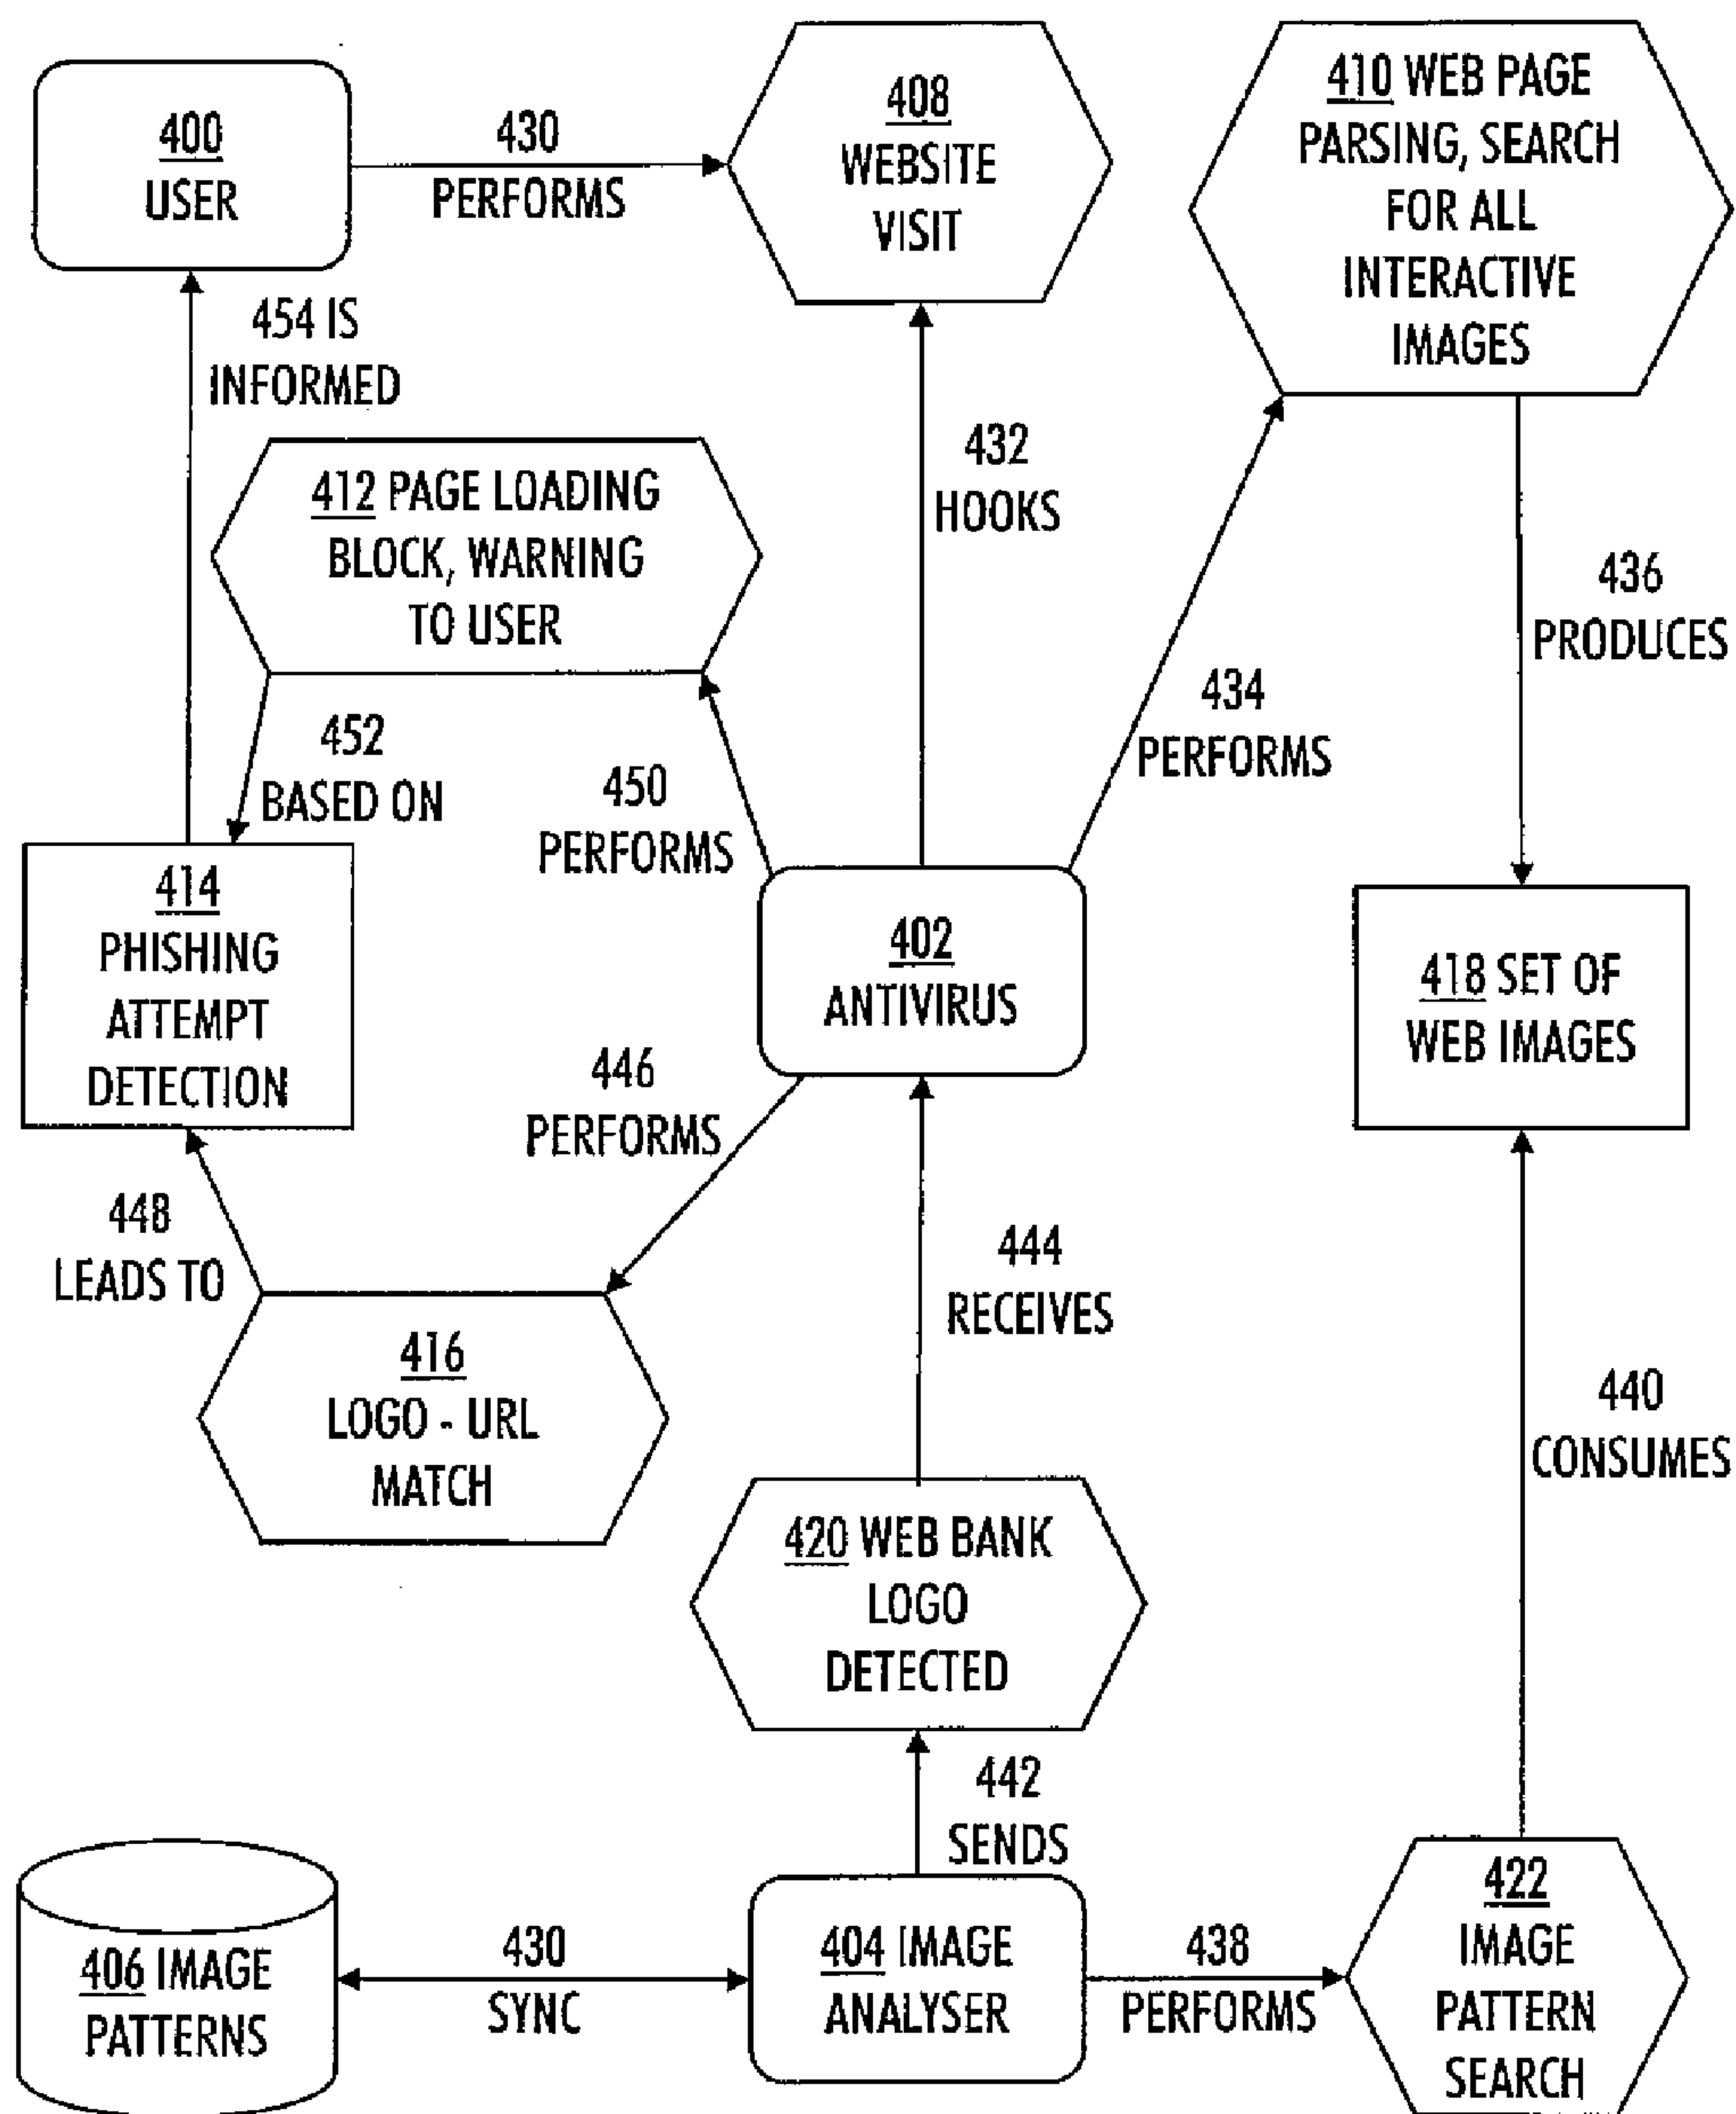 400
USER
430
PERFORMS
408
WEBSITE
VISIT
410 WEB PAGE
PARSING, SEARCH
FOR ALL
INTERACTIVE
IMAGES
454 IS
INFORMED
412 PAGE LOADING
BLOCK, WARNING
TO USER
432
HOOKS
436
PRODUCES
434
PERFORMS
452
BASED ON
450
PERFORMS
414
PHISHING
ATTEMPT
DETECTION
402
ANTIVIRUS
418 SET OF
WEB IMAGES
446
PERFORMS
448
LEADS TO
444
RECEIVES
416
LOGO - URL
MATCH
440
CONSUMES
420 WEB BANK
LOGO
DETECTED
442
SENDS
406 IMAGE
PATTERNS
430
SYNC
404 IMAGE
ANALYSER
438
PERFORMS
422
IMAGE
PATTERN
SEARCH